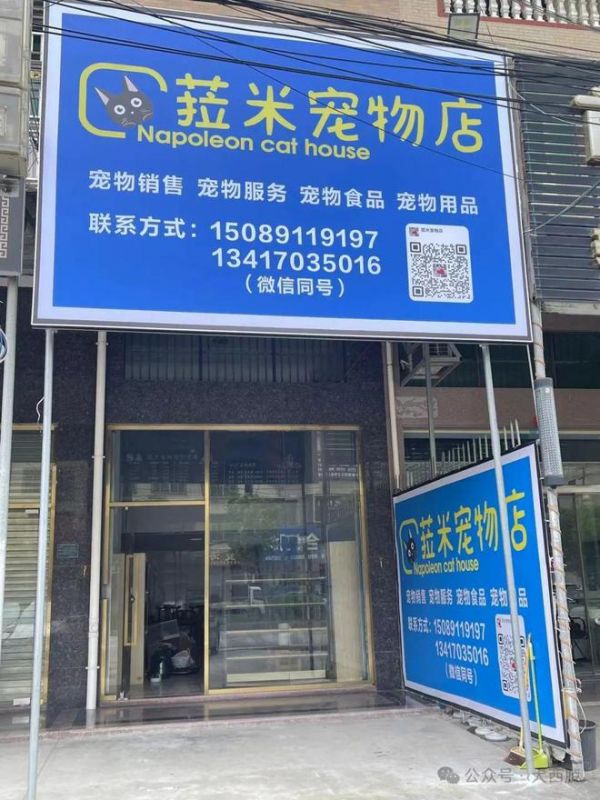 菈米宠物店
Napoleon cat house
宠物销售 宠物服务 宠物食品 宠物用品
联系方式：15089119197
13417035016
（微信同号）
菈米宠物店
Napoleon cat house
宠物销售 宠物服务 宠物食品 宠物用品
联系方式：15089119197
13417035016
（微信同号）
公众号